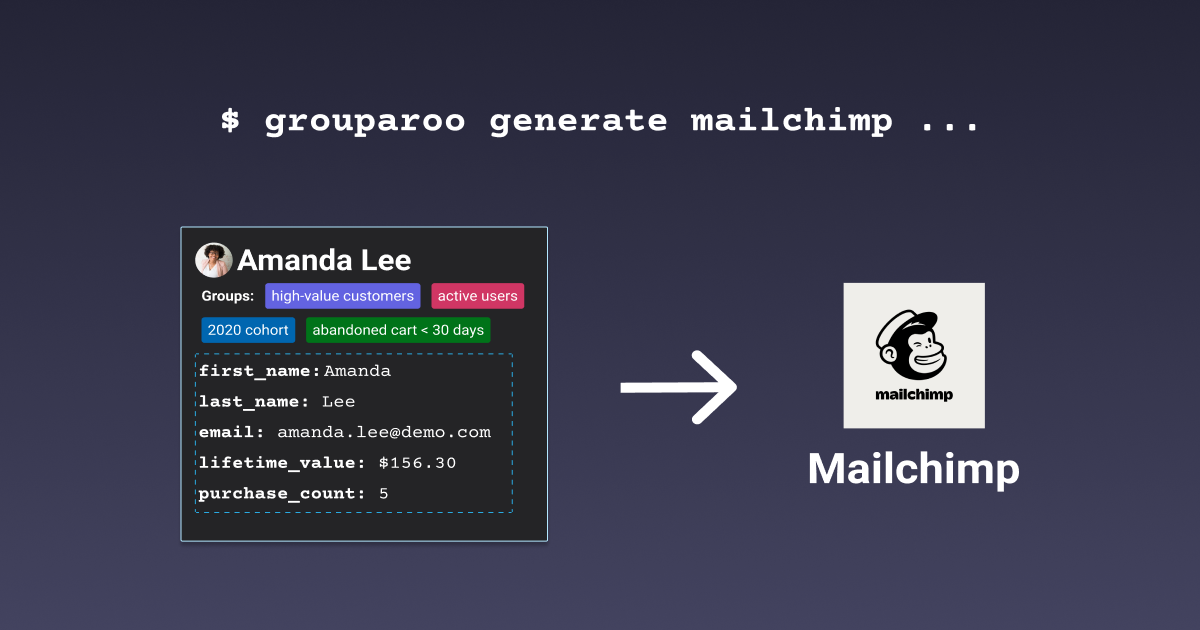 $ grouparoo generate mailchimp ...
Amanda Lee
Groups: high-value customers active users
2020 cohort abandoned cart < 30 days
first_name: Amanda
last_name: Lee
email: amanda.lee@demo.com
lifetime_value: $156.30
purchase_count: 5
mailchimp
Mailchimp